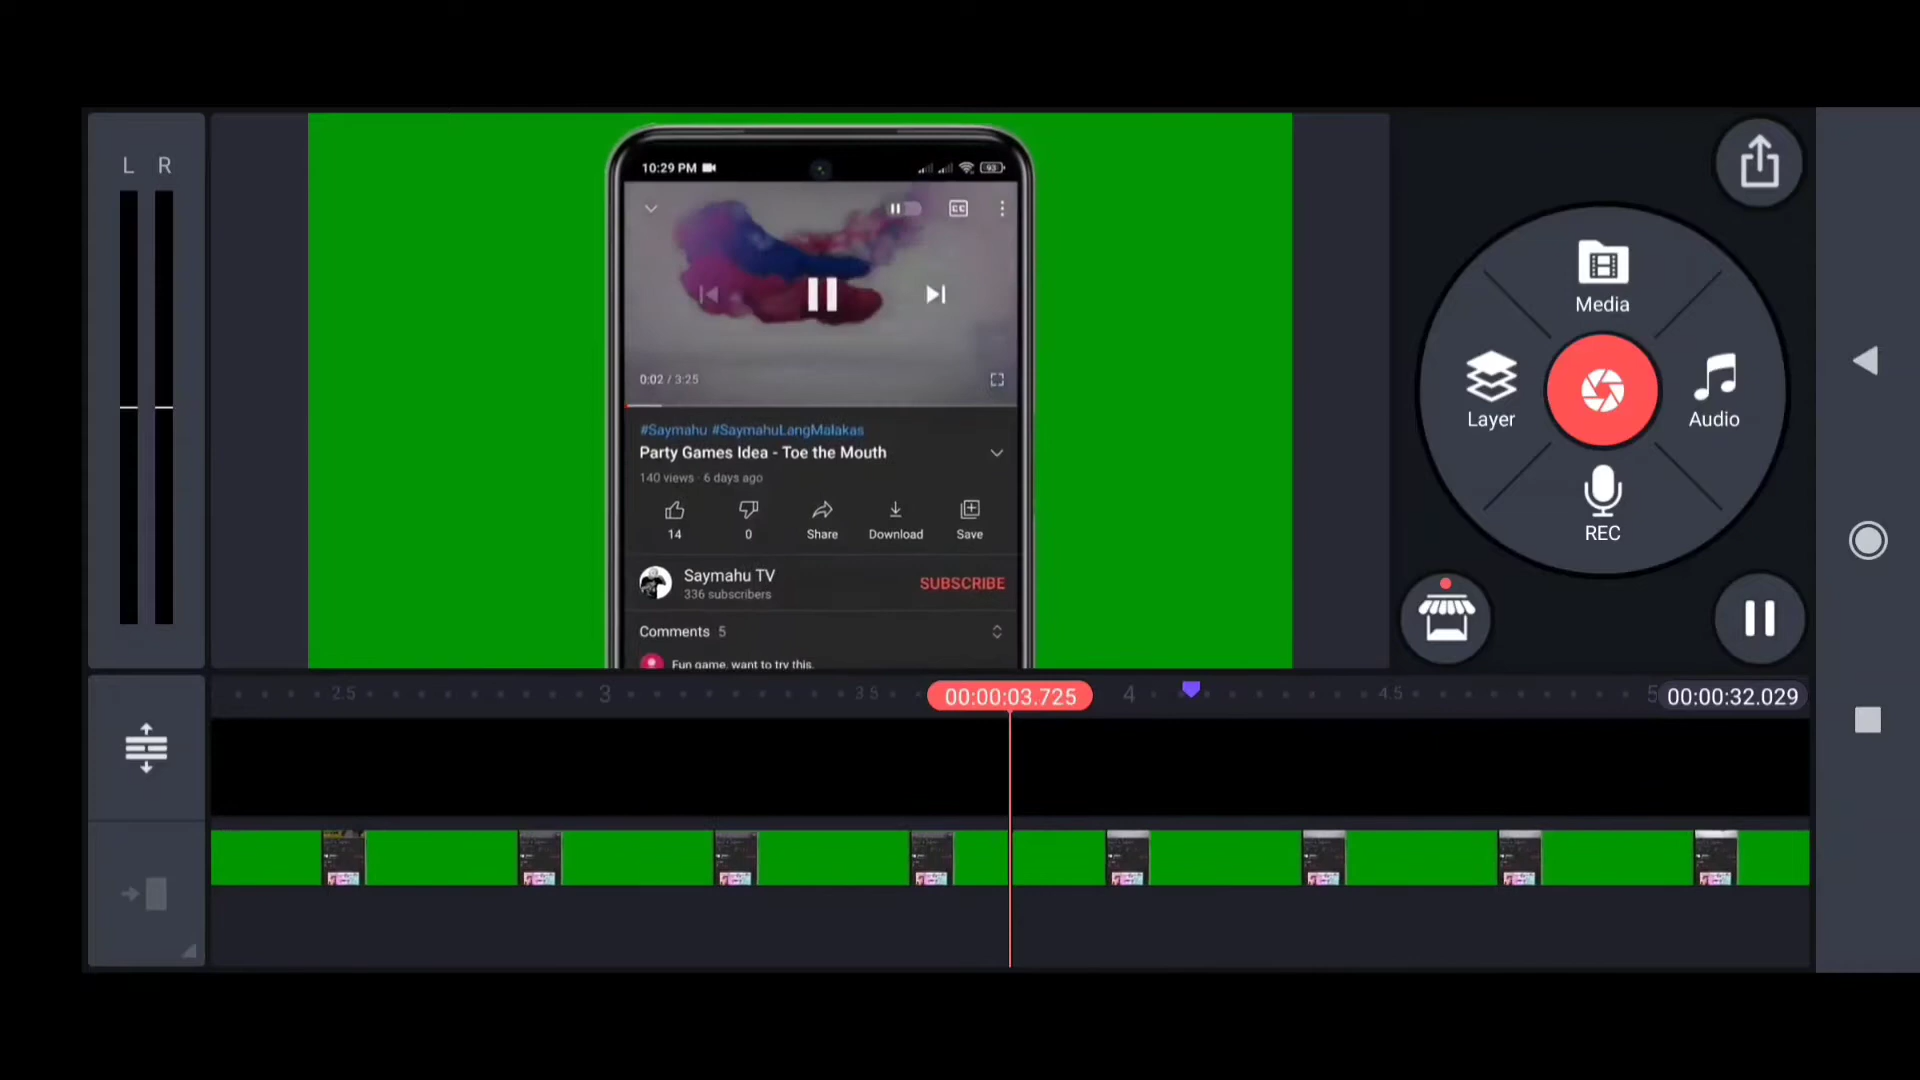 L R
10:29 PM
93
CC
0:02 / 3:25
#Saymahu #SaymahuLangMalakas
Party Games Idea - Toe the Mouth
140 views · 6 days ago
14
0
Share
Download
Save
Saymahu TV
336 subscribers
SUBSCRIBE
Comments 5
Fun game, want to try this.
Media
Layer
Audio
REC
2.5
3
3.5
00:00:03.725
4
4.5
5
00:00:32.029